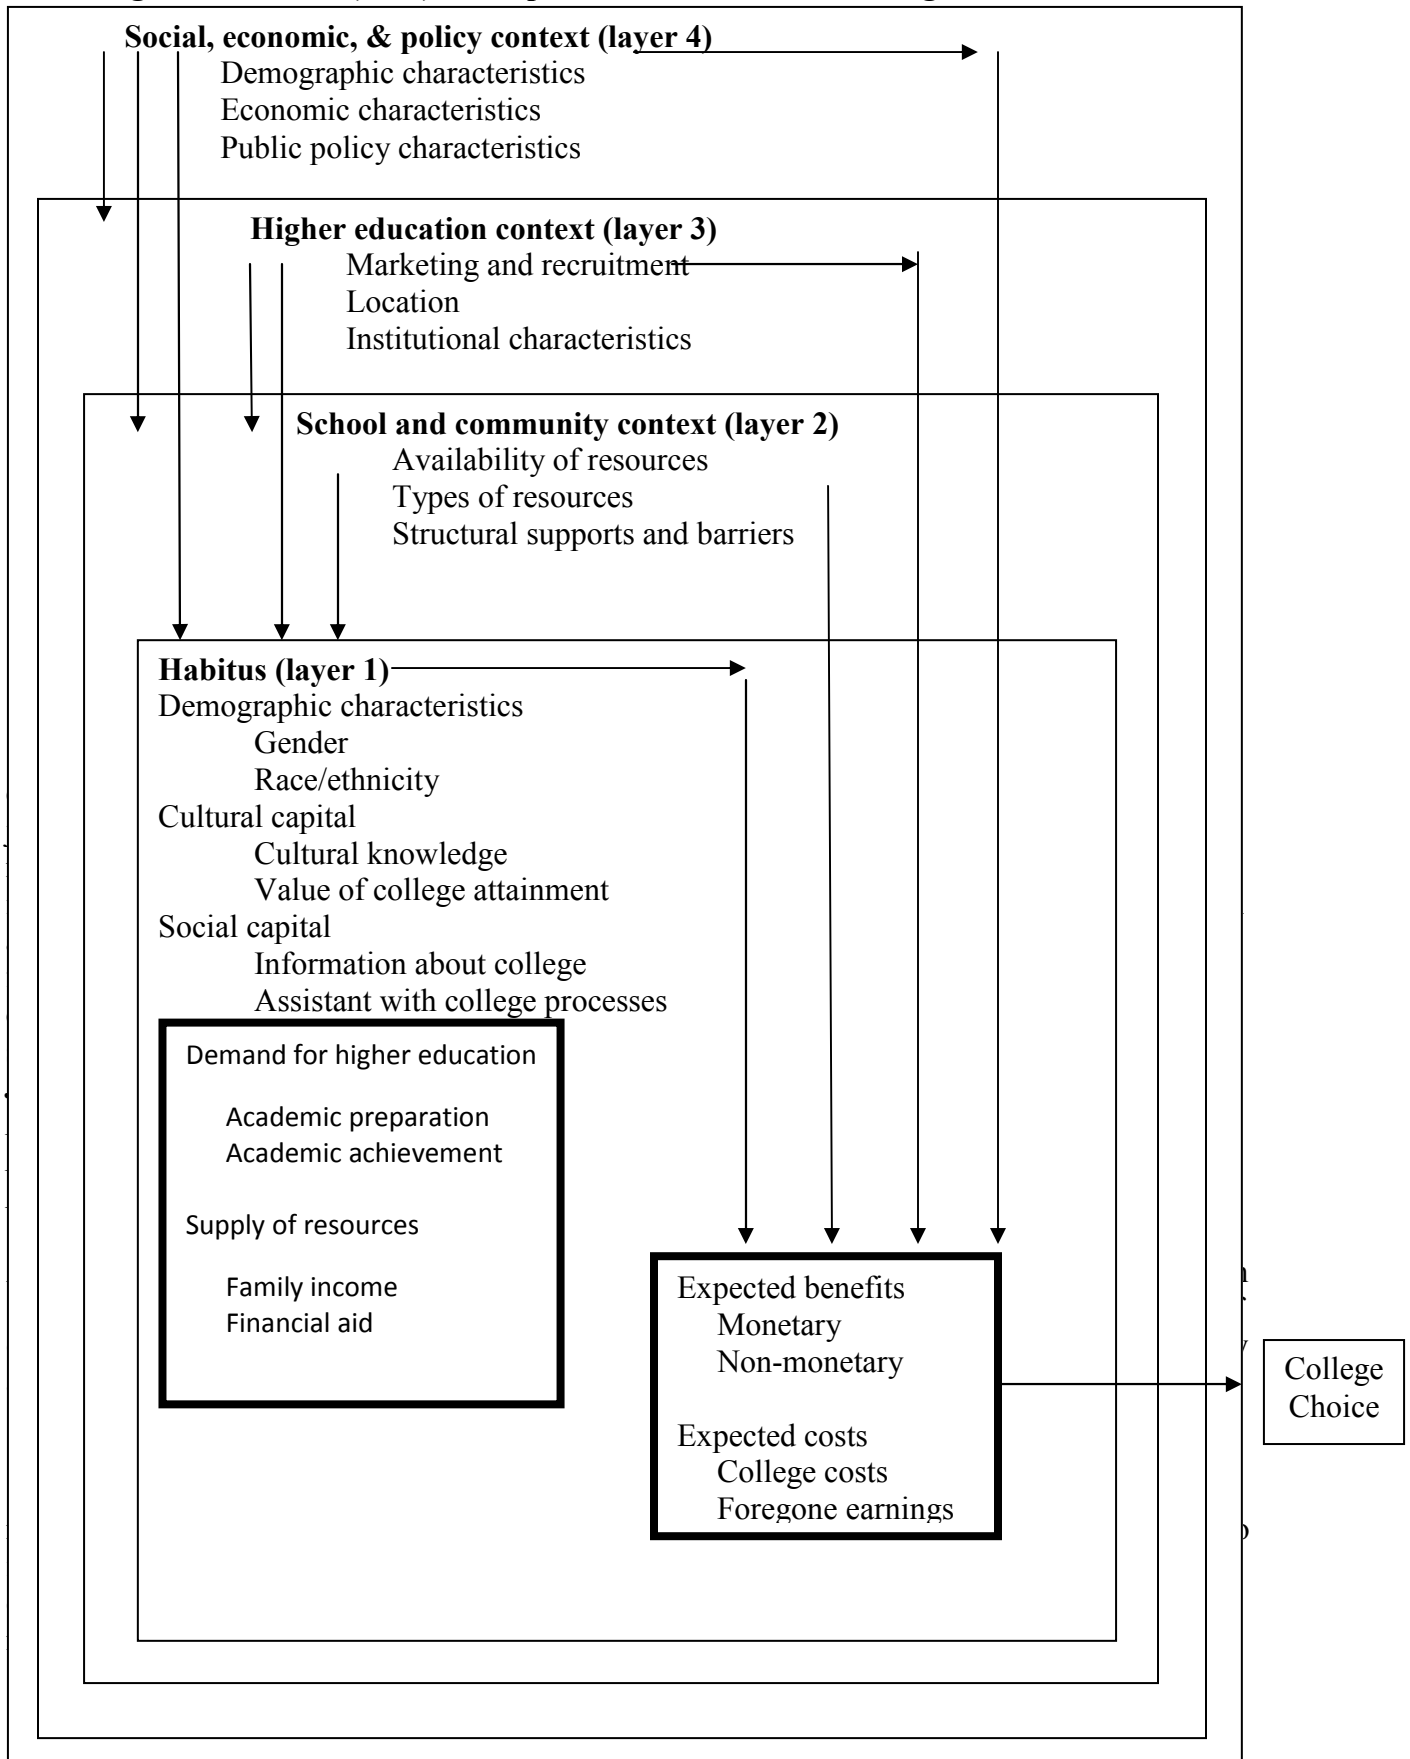 Social, economic, & policy context (layer 4)
Demographic characteristics
Economic characteristics
Public policy characteristics
Higher education context (layer 3)
Marketing and recruitment
Location
Institutional characteristics
School and community context (layer 2)
Availability of resources
Types of resources
Structural supports and barriers
Habitus (layer 1)
Demographic characteristics
Gender
Race/ethnicity
Cultural capital
Cultural knowledge
Value of college attainment
Social capital
Information about college
Assistant with college processes
Demand for higher education
Academic preparation
Academic achievement
Supply of resources
Family income
Financial aid
Expected benefits
Monetary
Non-monetary
Expected costs
College costs
Foregone earnings
College
Choice